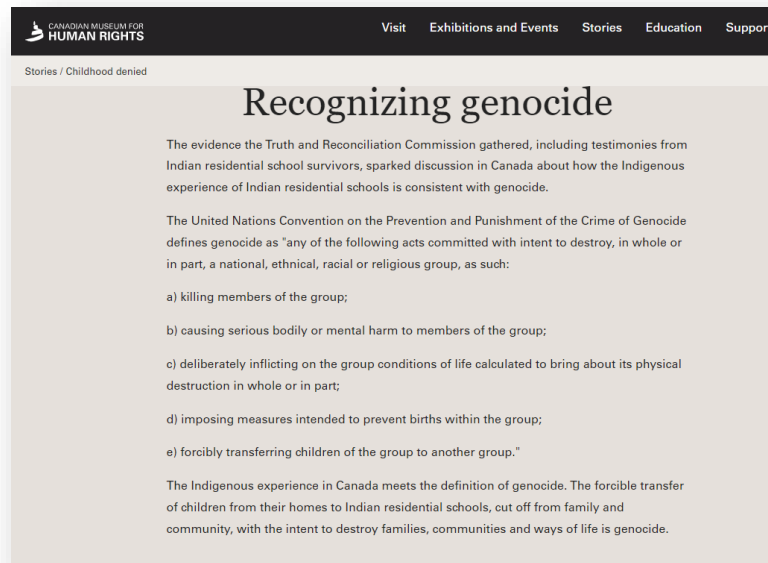 CANADIAN MUSEUM FOR
HUMAN RIGHTS
Visit Exhibitions and Events Stories Education Suppor
Stories / Childhood denied
Recognizing genocide
The evidence the Truth and Reconciliation Commission gathered, including testimonies from
Indian residential school survivors, sparked discussion in Canada about how the Indigenous
experience of Indian residential schools is consistent with genocide.
The United Nations Convention on the Prevention and Punishment of the Crime of Genocide
defines genocide as "any of the following acts committed with intent to destroy, in whole or
in part, a national, ethnical, racial or religious group, as such:
a) killing members of the group;
b) causing serious bodily or mental harm to members of the group;
c) deliberately inflicting on the group conditions of life calculated to bring about its physical
destruction in whole or in part;
d) imposing measures intended to prevent births within the group;
e) forcibly transferring children of the group to another group."
The Indigenous experience in Canada meets the definition of genocide. The forcible transfer
of children from their homes to Indian residential schools, cut off from family and
community, with the intent to destroy families, communities and ways of life is genocide.